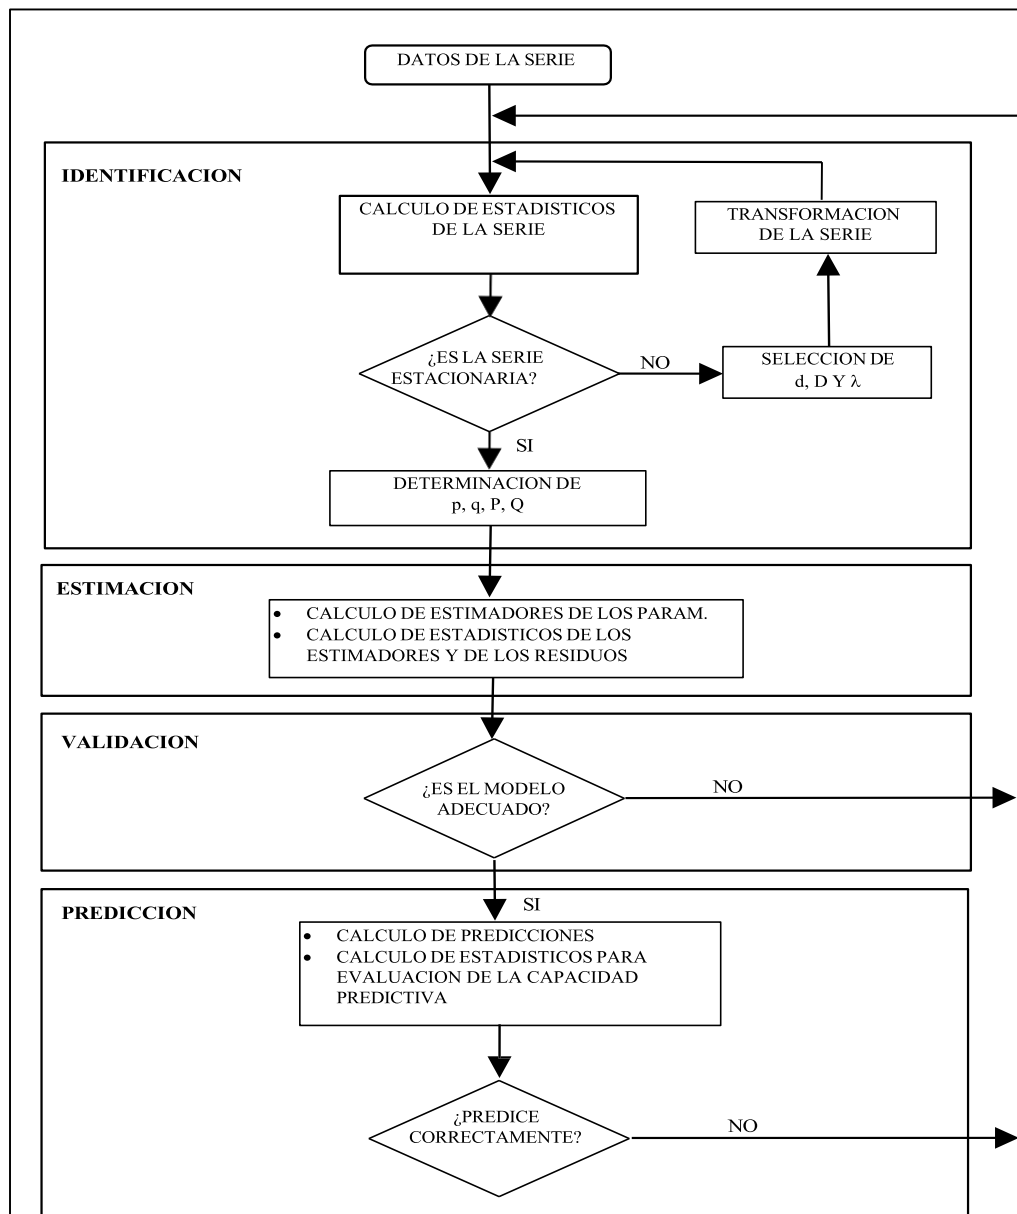 DATOS DE LA SERIE
IDENTIFICACION
CALCULO DE ESTADISTICOS
DE LA SERIE
TRANSFORMACION
DE LA SERIE
¿ES LA SERIE
ESTACIONARIA?
NO
SELECCION DE
d, D Y λ
SI
DETERMINACION DE
p, q, P, Q
ESTIMACION
• CALCULO DE ESTIMADORES DE LOS PARAM.
• CALCULO DE ESTADISTICOS DE LOS
ESTIMADORES Y DE LOS RESIDUOS
VALIDACION
¿ES EL MODELO
ADECUADO?
NO
SI
PREDICCION
• CALCULO DE PREDICCIONES
• CALCULO DE ESTADISTICOS PARA
EVALUACION DE LA CAPACIDAD
PREDICTIVA
¿PREDICE
CORRECTAMENTE?
NO